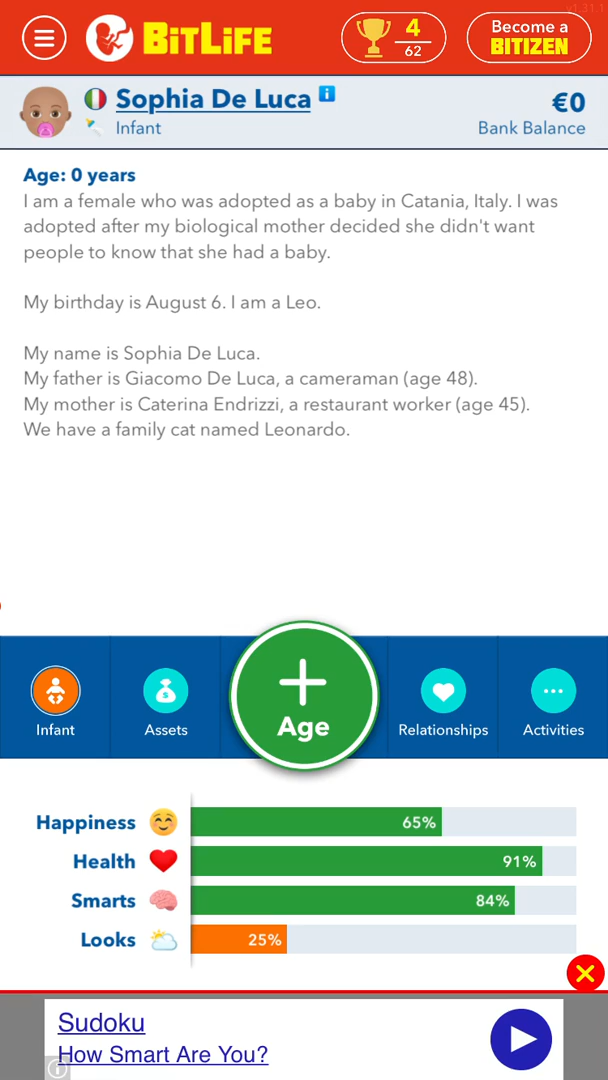 v1.31.1
BITLIFE
4
62
Become a
BITIZEN
Sophia De Luca
€0
Infant
Bank Balance
Age: 0 years
I am a female who was adopted as a baby in Catania, Italy. I was
adopted after my biological mother decided she didn't want
people to know that she had a baby.
My birthday is August 6. I am a Leo.
My name is Sophia De Luca.
My father is Giacomo De Luca, a cameraman (age 48).
My mother is Caterina Endrizzi, a restaurant worker (age 45).
We have a family cat named Leonardo.
Infant
Assets
Age
Relationships
Activities
Happiness 65%
Health 91%
Smarts 84%
Looks 25%
Sudoku
How Smart Are You?